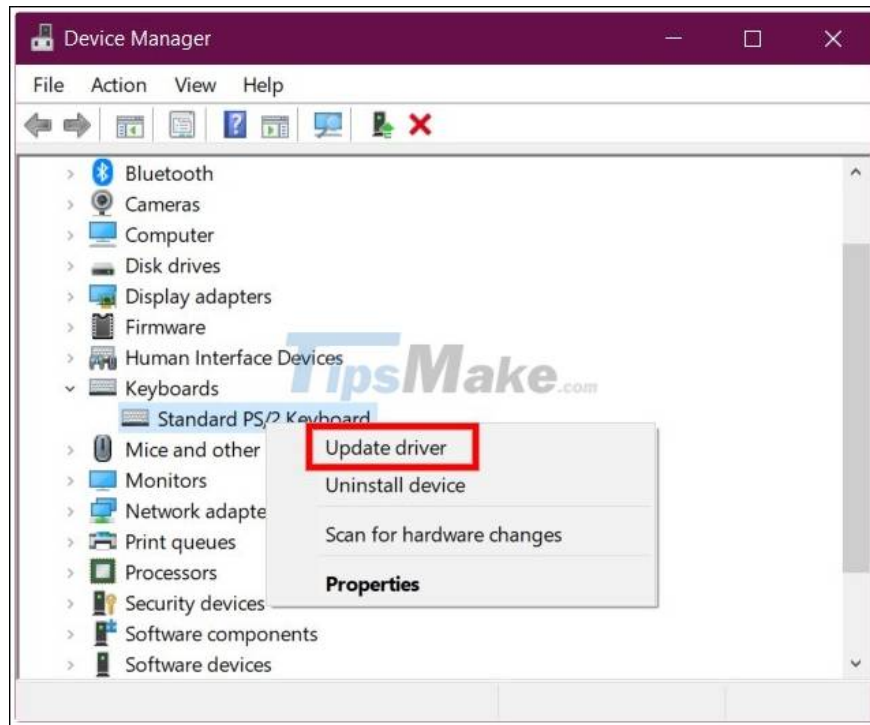 Device Manager
File Action View Help
Bluetooth
Cameras
Computer
Disk drives
Display adapters
Firmware
Human Interface Devices
TipsMake.com
Keyboards
Standard PS/2 Keyboard
Update driver
Mice and other
Uninstall device
Monitors
Network adapte
Scan for hardware changes
Print queues
Processors
Properties
Security devices
Software components
Software devices